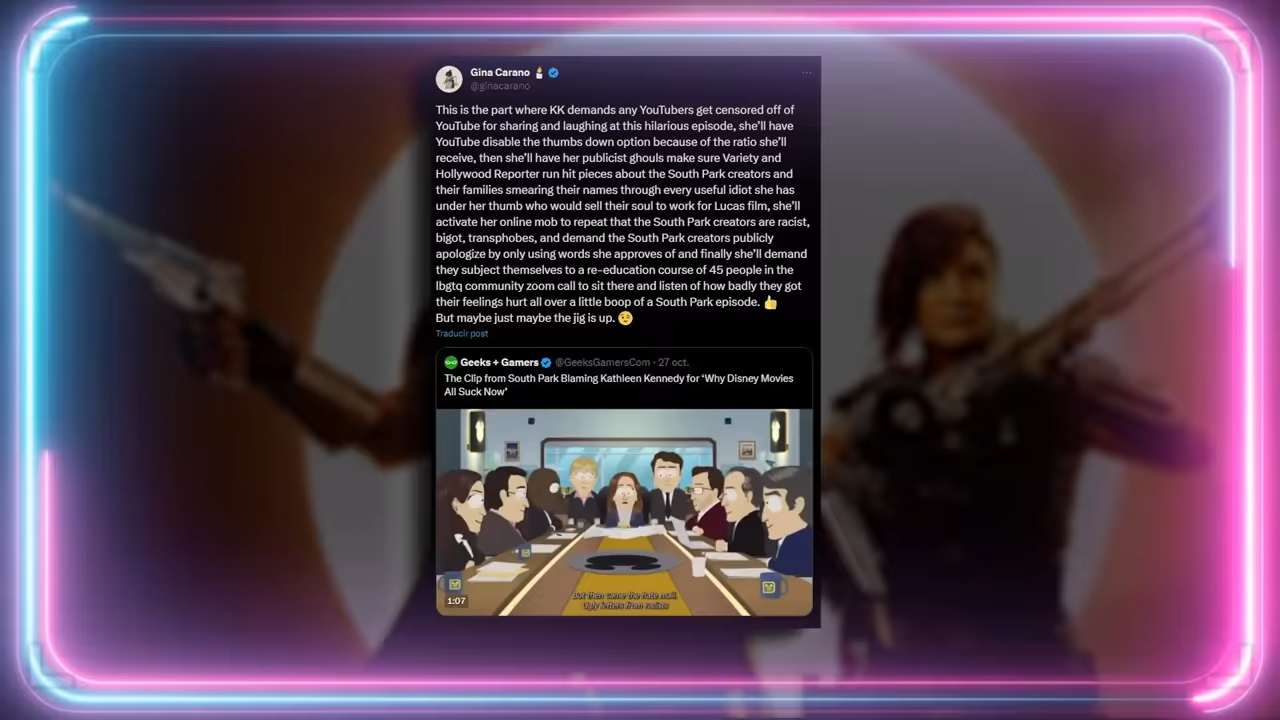 Gina Carano
@ginacarano
This is the part where KK demands any YouTubers get censored off of
YouTube for sharing and laughing at this hilarious episode, she'll have
YouTube disable the thumbs down option because of the ratio she'll
receive, then she'll have her publicist ghouls make sure Variety and
Hollywood Reporter run hit pieces about the South Park creators and
their families smearing their names through every useful idiot she has
under her thumb who would sell their soul to work for Lucas film, she'll
activate her online mob to repeat that the South Park creators are racist,
bigot, transphobes, and demand the South Park creators publicly
apologize by only using words she approves of and finally she'll demand
they subject themselves to a re-education course of 45 people in the
lbgtq community zoom call to sit there and listen of how badly they got
their feelings hurt all over a little boop of a South Park episode. 👍
But maybe just maybe the jig is up. 😉
Traducir post
Geeks + Gamers @GeeksGamersCom · 27 oct.
The Clip from South Park Blaming Kathleen Kennedy for 'Why Disney Movies
All Suck Now'
But then came the hate mail.
Ugly letters from racists
1:07